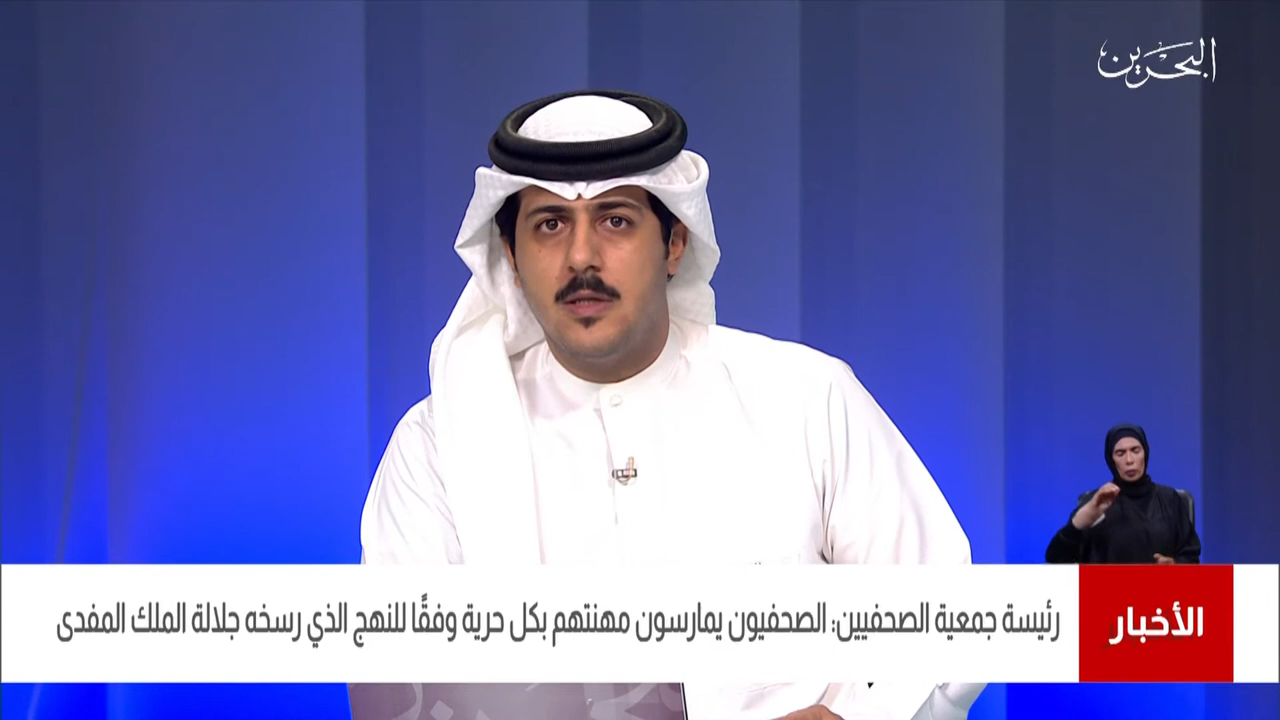 البحرين
رئيسة جمعية الصحفيين: الصحفيون يمارسون مهنتهم بكل حرية وفقًا للنهج الذي رسخه جلالة الملك المفدى
الأخبار